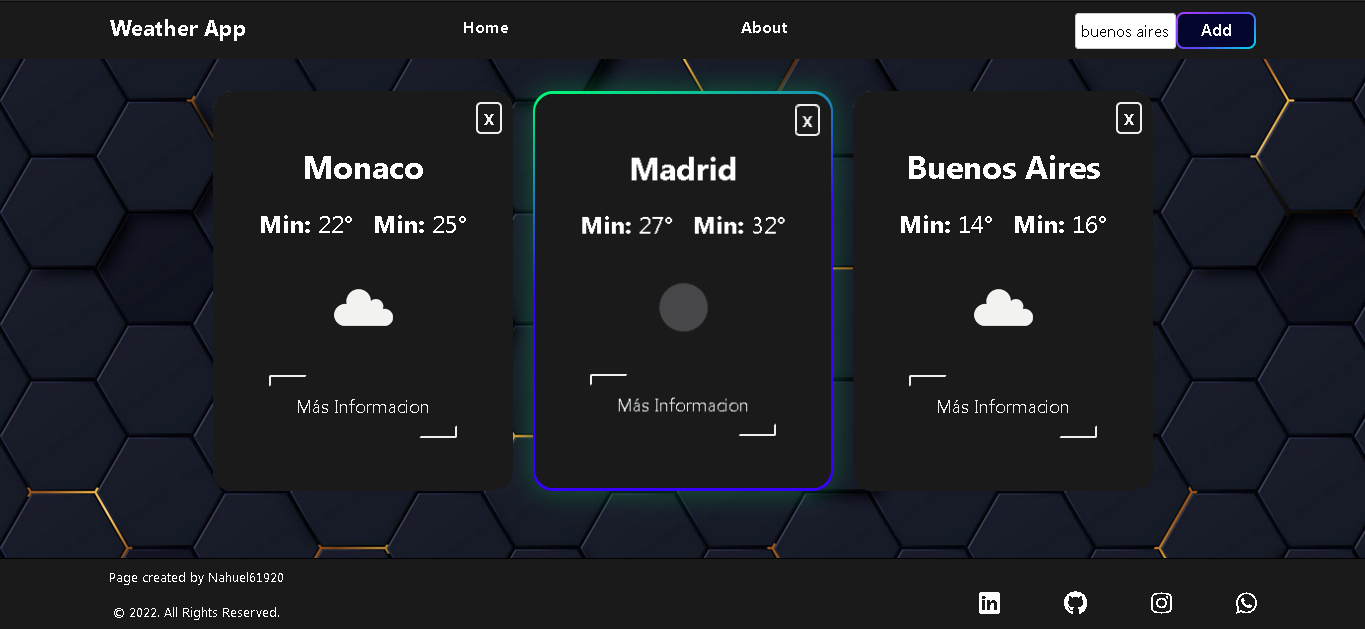 Weather App Home About buenos aires Add
X X X
Monaco Madrid Buenos Aires
Min: 22° Min: 25° Min: 27° Min: 32° Min: 14° Min: 16°
Más Informacion Más Informacion Más Informacion
Page created by Nahuel61920
© 2022. All Rights Reserved.
in